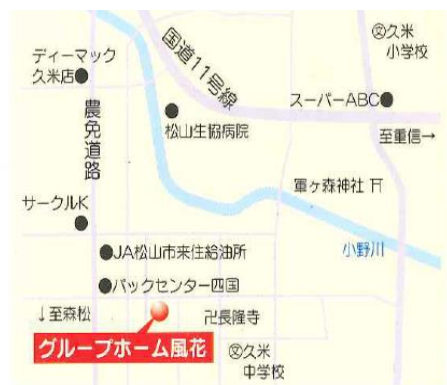 ㊛久米
小学校
ディーマック
久米店●
国道11号線
スーパーABC●
農免道路
松山生協病院
至重信→
軍ヶ森神社
サークルK
小野川
●JA松山市来住給油所
●パックセンター四国
↓至森松
卍長隆寺
グループホーム風花
文久米
中学校